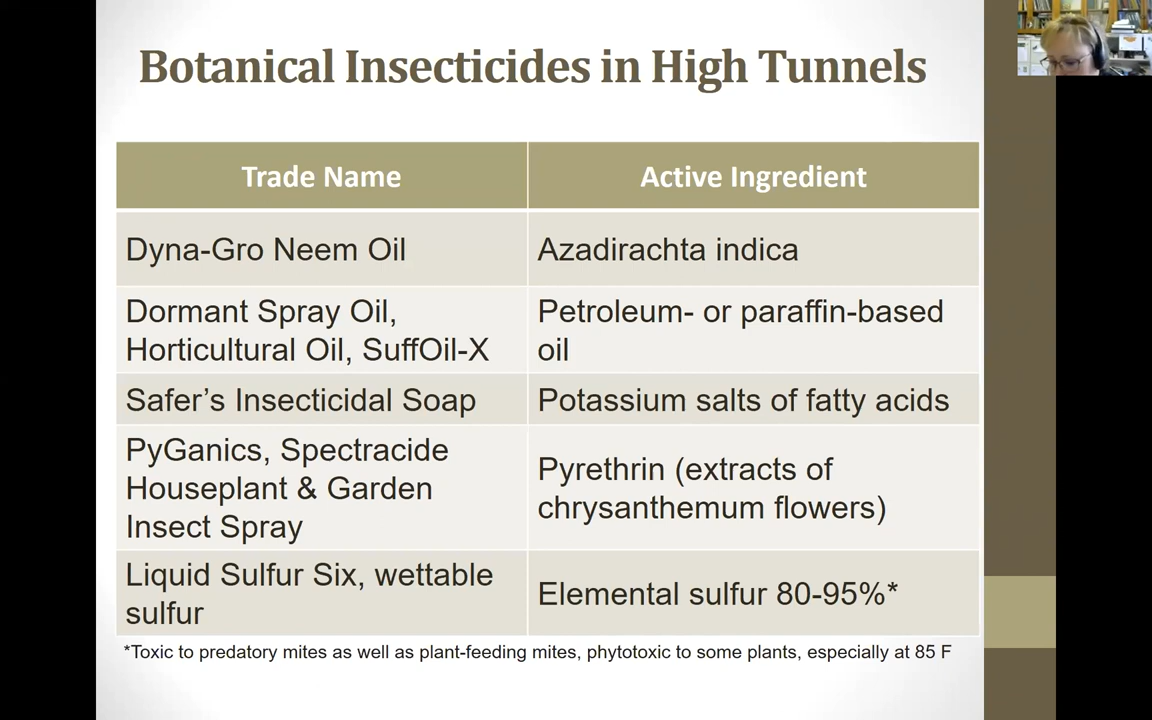 Botanical Insecticides in High Tunnels
Trade Name
Active Ingredient
Dyna-Gro Neem Oil
Azadirachta indica
Dormant Spray Oil,
Horticultural Oil, SuffOil-X
Petroleum- or paraffin-based
oil
Safer’s Insecticidal Soap
Potassium salts of fatty acids
PyGanics, Spectracide
Houseplant & Garden
Insect Spray
Pyrethrin (extracts of
chrysanthemum flowers)
Liquid Sulfur Six, wettable
sulfur
Elemental sulfur 80-95%*
*Toxic to predatory mites as well as plant-feeding mites, phytotoxic to some plants, especially at 85 F